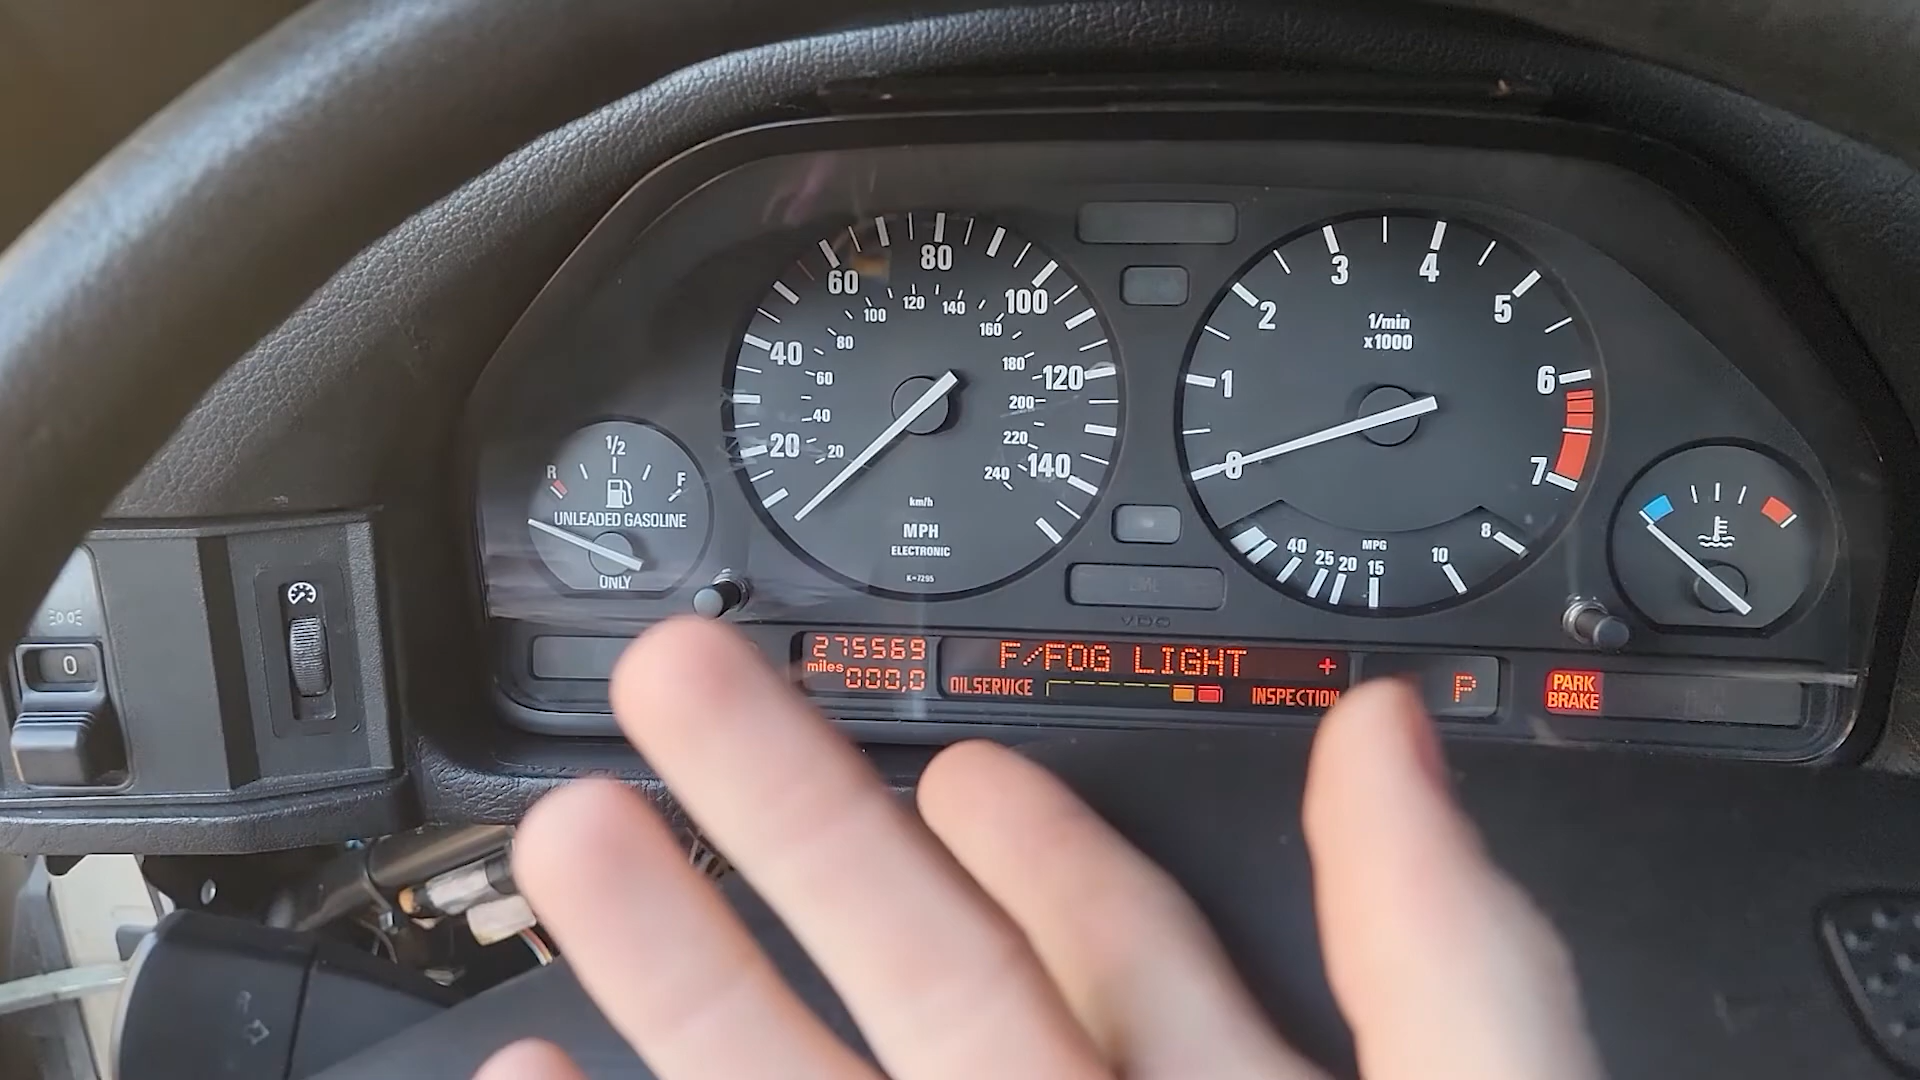 R 1/2 F
UNLEADED GASOLINE
ONLY
20 40 60 80 100 120 140
20 40 60 80 100 120 140 160 180 200 220 240
km/h
MPH
ELECTRONIC
K=7295
0 1 2 3 4 5 6 7
1/min
x1000
MPG
40 25 20 15 10 8
VDO
275569
miles
000,0
F/FOG LIGHT +
OILSERVICE INSPECTION
P
PARK
BRAKE
0